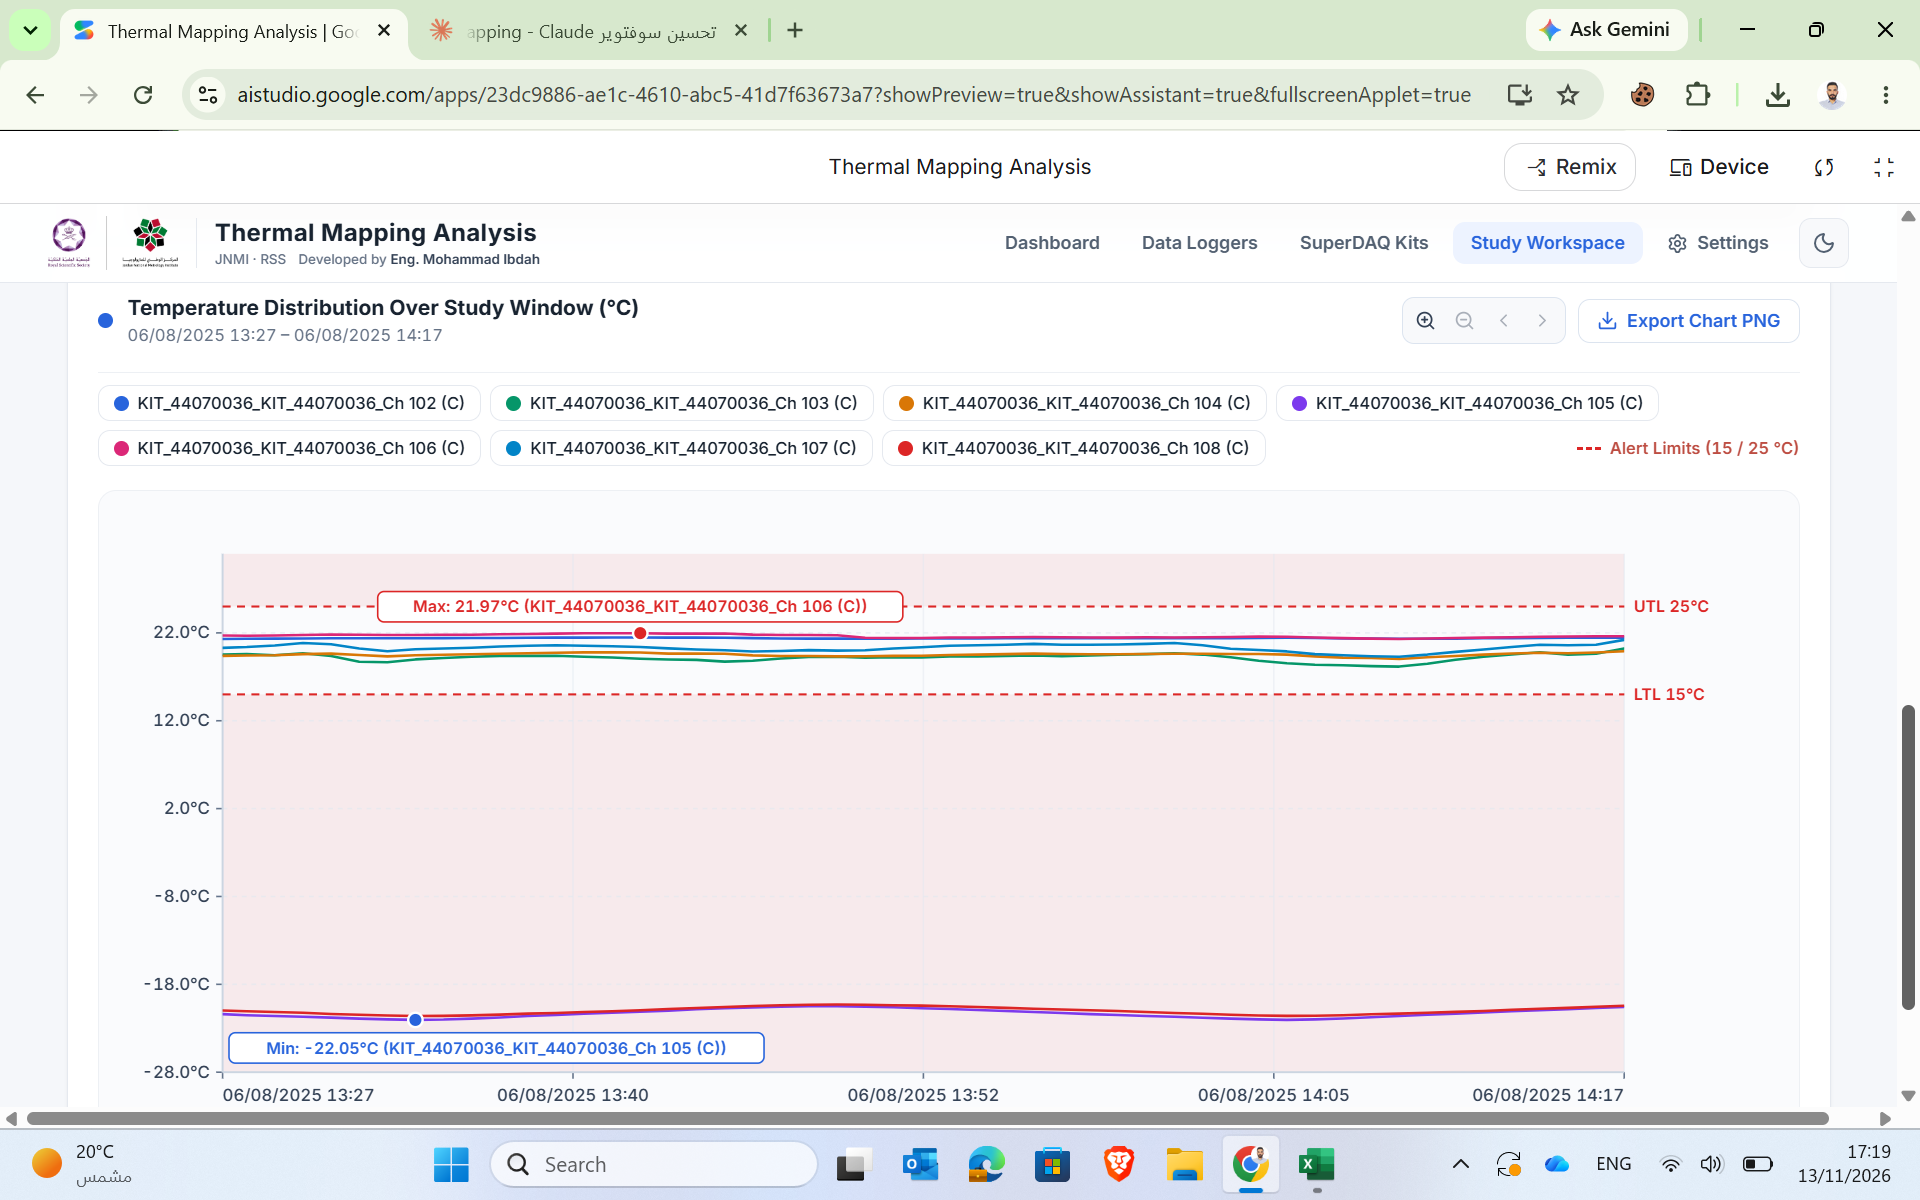 Thermal Mapping Analysis | Goo
apping - Claude تحسين سوفتوير
Ask Gemini
aistudio.google.com/apps/23dc9886-ae1c-4610-abc5-41d7f63673a7?showPreview=true&showAssistant=true&fullscreenApplet=true
Thermal Mapping Analysis
Remix
Device
Thermal Mapping Analysis
JNMI · RSS Developed by Eng. Mohammad Ibdah
Dashboard
Data Loggers
SuperDAQ Kits
Study Workspace
Settings
Temperature Distribution Over Study Window (°C)
06/08/2025 13:27 – 06/08/2025 14:17
Export Chart PNG
KIT_44070036_KIT_44070036_Ch 102 (C)
KIT_44070036_KIT_44070036_Ch 103 (C)
KIT_44070036_KIT_44070036_Ch 104 (C)
KIT_44070036_KIT_44070036_Ch 105 (C)
KIT_44070036_KIT_44070036_Ch 106 (C)
KIT_44070036_KIT_44070036_Ch 107 (C)
KIT_44070036_KIT_44070036_Ch 108 (C)
Alert Limits (15 / 25 °C)
Max: 21.97°C (KIT_44070036_KIT_44070036_Ch 106 (C))
UTL 25°C
22.0°C
LTL 15°C
12.0°C
2.0°C
-8.0°C
-18.0°C
Min: -22.05°C (KIT_44070036_KIT_44070036_Ch 105 (C))
-28.0°C
06/08/2025 13:27
06/08/2025 13:40
06/08/2025 13:52
06/08/2025 14:05
06/08/2025 14:17
20°C
مشمس
Search
ENG
17:19
13/11/2026